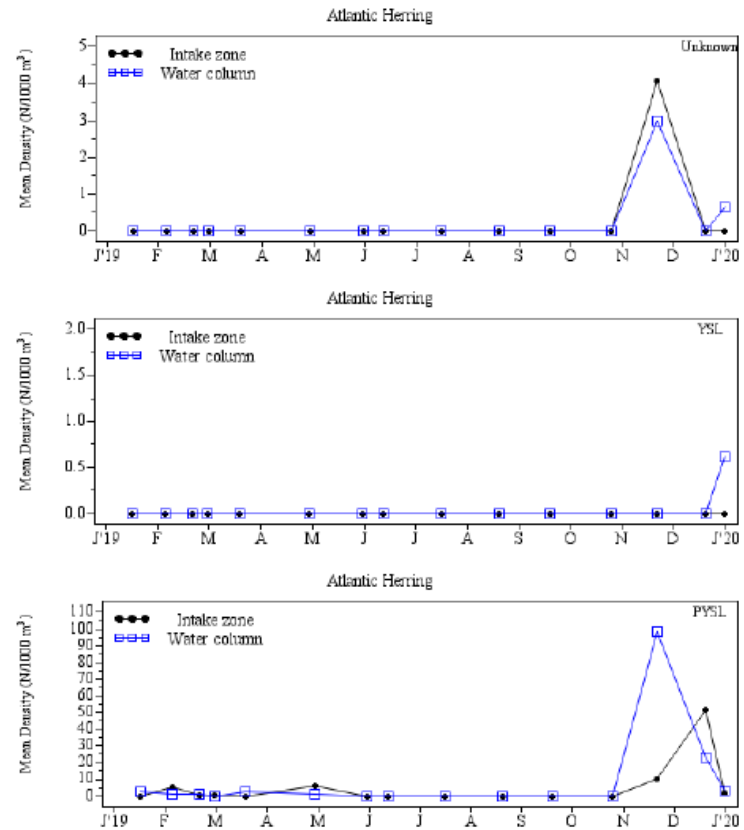 Atlantic Herring
Unknown
Intake zone
Water column
Mean Density (N/1000 m³)
5
4
3
2
1
0
J'19 F M A M J J A S O N D J'20
Atlantic Herring
YSL
Intake zone
Water column
Mean Density (N/1000 m³)
2.0
1.5
1.0
0.5
0.0
J'19 F M A M J J A S O N D J'20
Atlantic Herring
PYSL
Intake zone
Water column
Mean Density (N/1000 m³)
110
100
90
80
70
60
50
40
30
20
10
0
J'19 F M A M J J A S O N D J'20